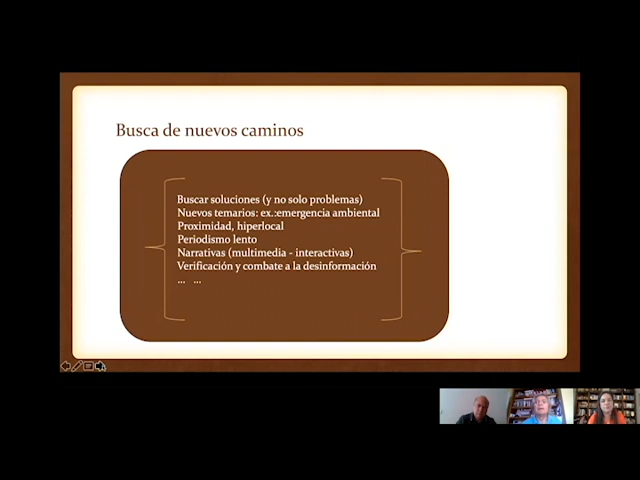 Busca de nuevos caminos
Buscar soluciones (y no solo problemas)
Nuevos temarios: ex.:emergencia ambiental
Proximidad, hiperlocal
Periodismo lento
Narrativas (multimedia - interactivas)
Verificación y combate a la desinformación
... ...